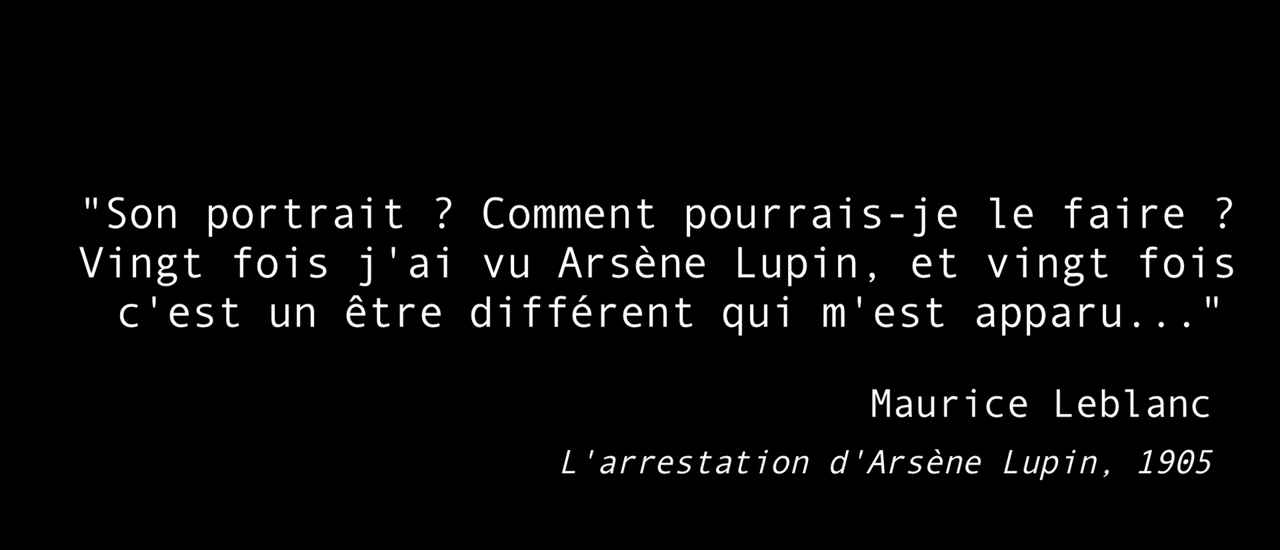 "Son portrait ? Comment pourrais-je le faire ?
Vingt fois j'ai vu Arsène Lupin, et vingt fois
c'est un être différent qui m'est apparu..."
Maurice Leblanc
L'arrestation d'Arsène Lupin, 1905